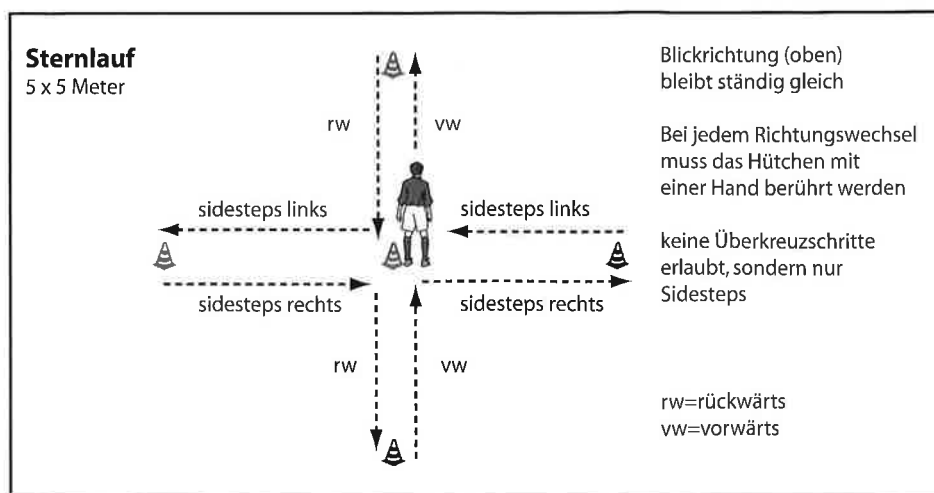 Sternlauf
5 x 5 Meter
rw
vw
sidesteps links
sidesteps links
sidesteps rechts
sidesteps rechts
rw
vw
Blickrichtung (oben)
bleibt ständig gleich
Bei jedem Richtungswechsel
muss das Hütchen mit
einer Hand berührt werden
keine Überkreuzschritte
erlaubt, sondern nur
Sidesteps
rw=rückwärts
vw=vorwärts